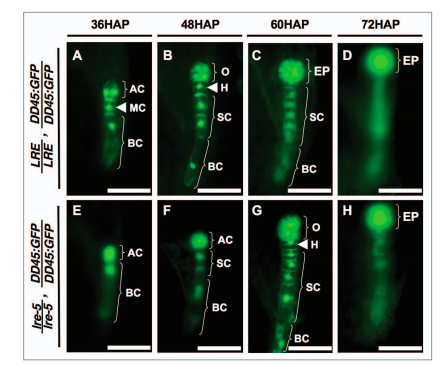 36HAP 48HAP 60HAP 72HAP
LRE , DD45:GFP
LRE DD45:GFP
A AC MC BC
B O H SC BC
C EP SC BC
D EP
lre-5 , DD45:GFP
lre-5 DD45:GFP
E AC BC
F AC SC BC
G O H SC BC
H EP